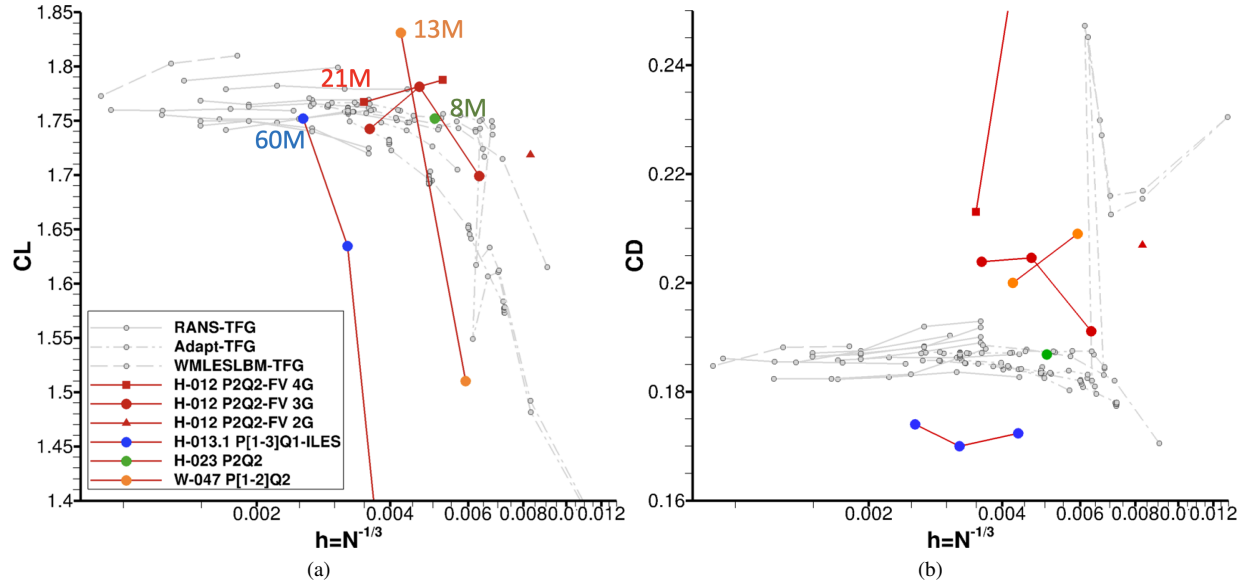 1.85
1.8
1.75
1.7
1.65
1.6
1.55
1.5
1.45
1.4
CL
13M
21M
8M
60M
RANS-TFG
Adapt-TFG
WMLESLBM-TFG
H-012 P2Q2-FV 4G
H-012 P2Q2-FV 3G
H-012 P2Q2-FV 2G
H-013.1 P[1-3]Q1-ILES
H-023 P2Q2
W-047 P[1-2]Q2
0.002 0.004 0.006 0.0080.01 0.012
h=N^-1/3
(a)
0.24
0.22
0.2
0.18
0.16
CD
0.002 0.004 0.006 0.0080.01 0.012
h=N^-1/3
(b)